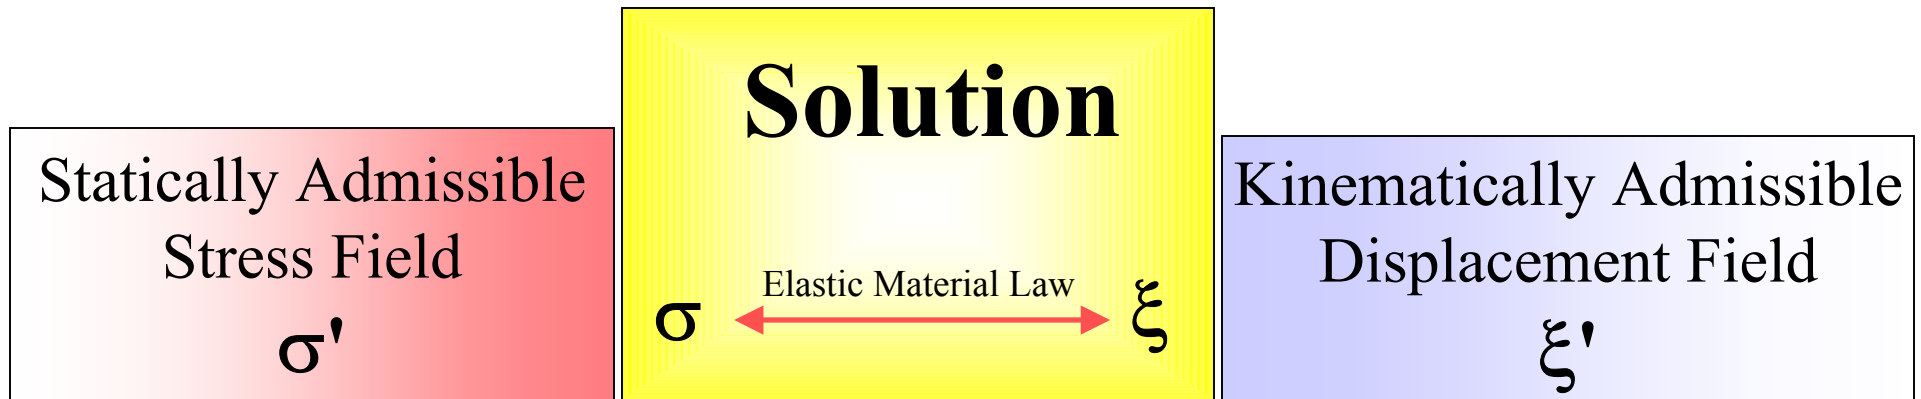 Statically Admissible
Stress Field
σ'
Solution
Elastic Material Law
σ ξ
Kinematically Admissible
Displacement Field
ξ'